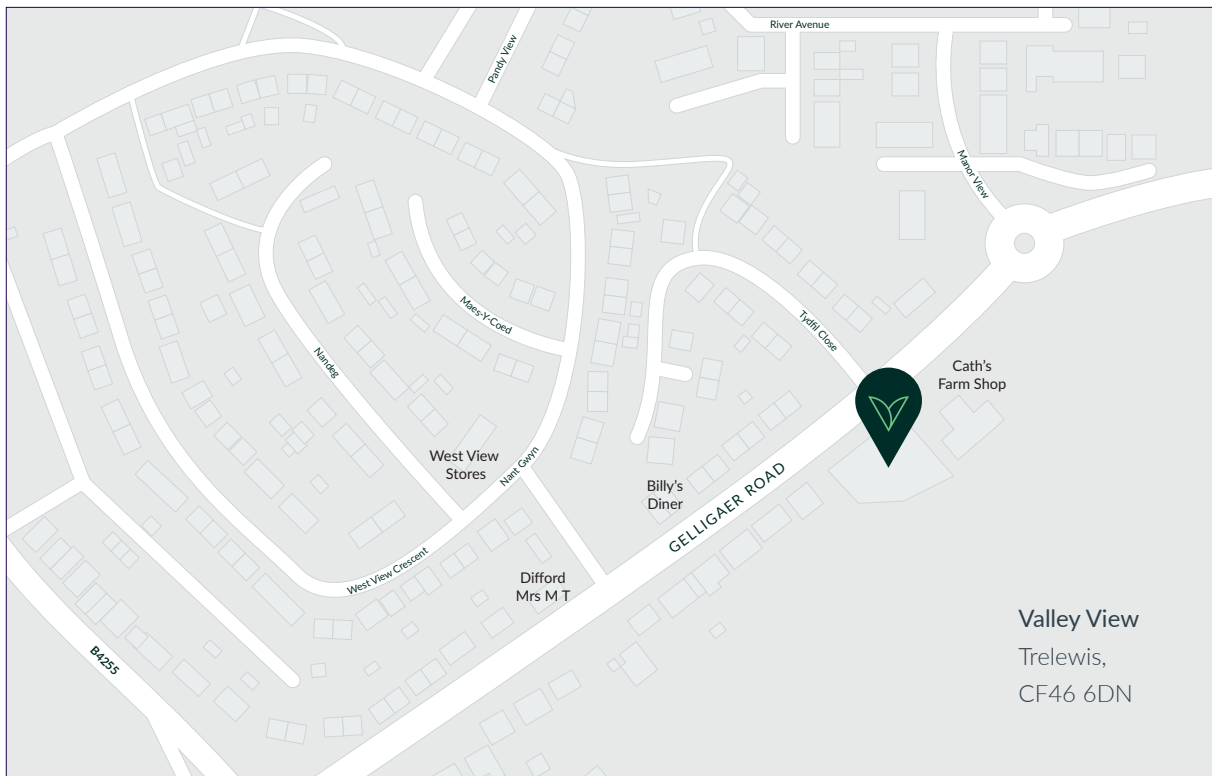 River Avenue
Pandy View
Manor View
Maes-Y-Coed
Tydfil Close
Nandeg
Cath's
Farm Shop
West View
Stores
Nant Gwyn
Billy's
Diner
GELLIGAER ROAD
West View Crescent
Difford
Mrs M T
B4255
Valley View
Trelewis,
CF46 6DN